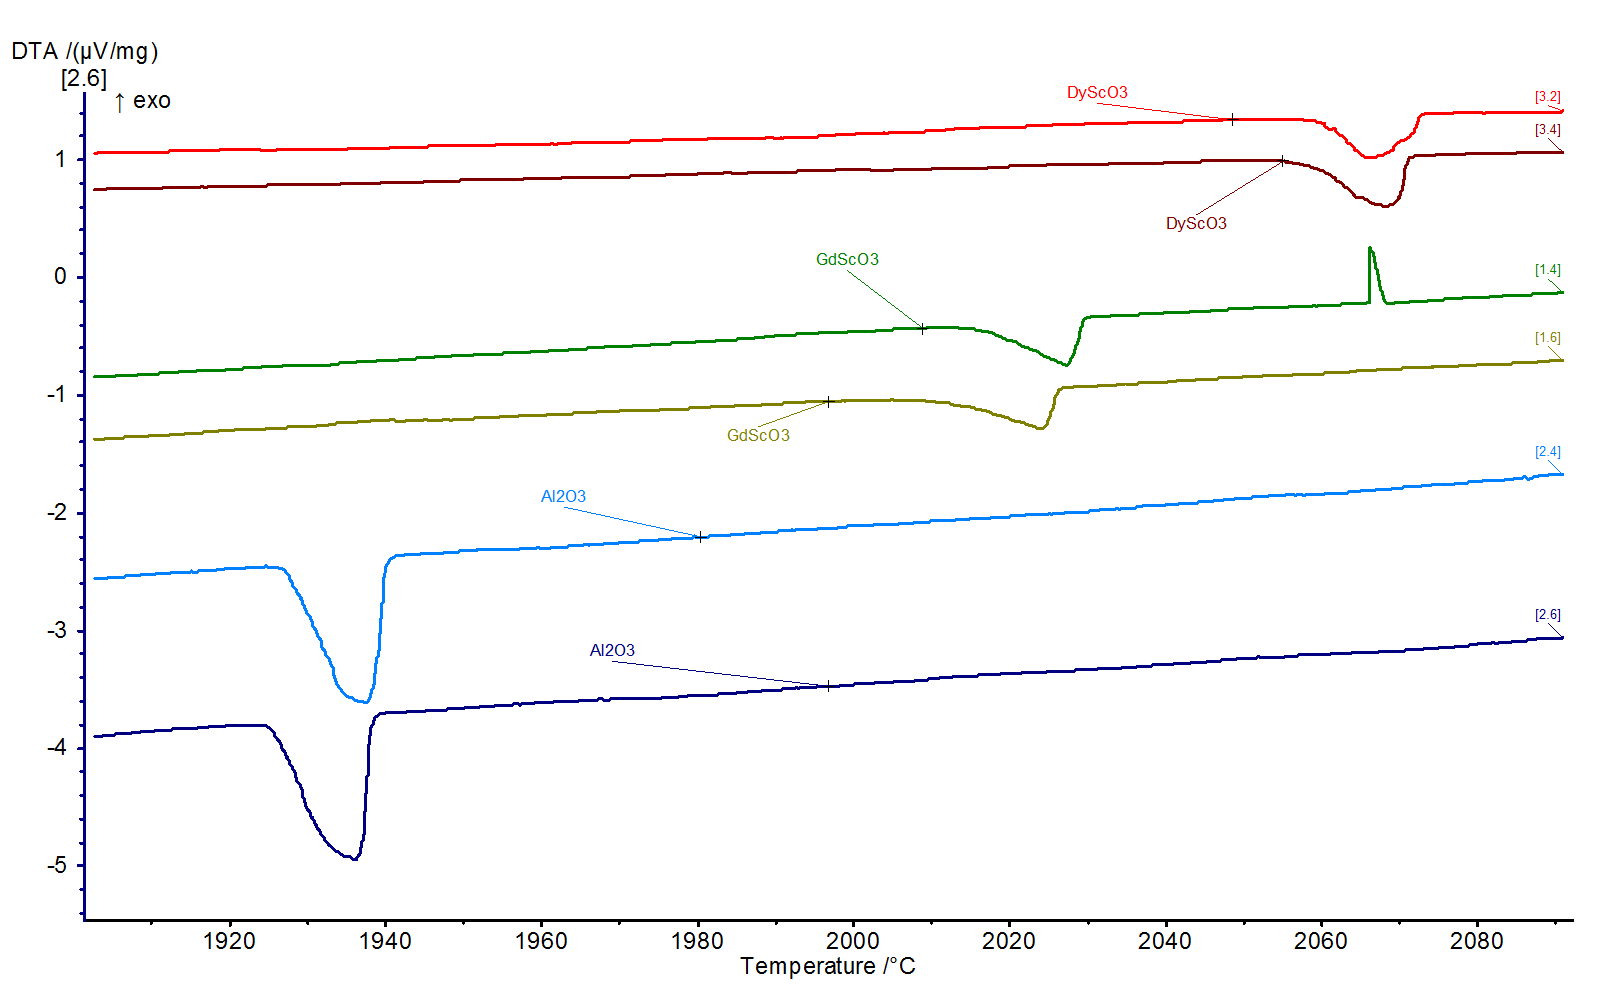 DTA /(µV/mg)
[2.6]
↑ exo
DyScO3
[3.2]
[3.4]
1
DyScO3
GdScO3
[1.4]
0
[1.6]
-1
GdScO3
[2.4]
Al2O3
-2
[2.6]
-3
Al2O3
-4
-5
1920 1940 1960 1980 2000 2020 2040 2060 2080
Temperature /°C